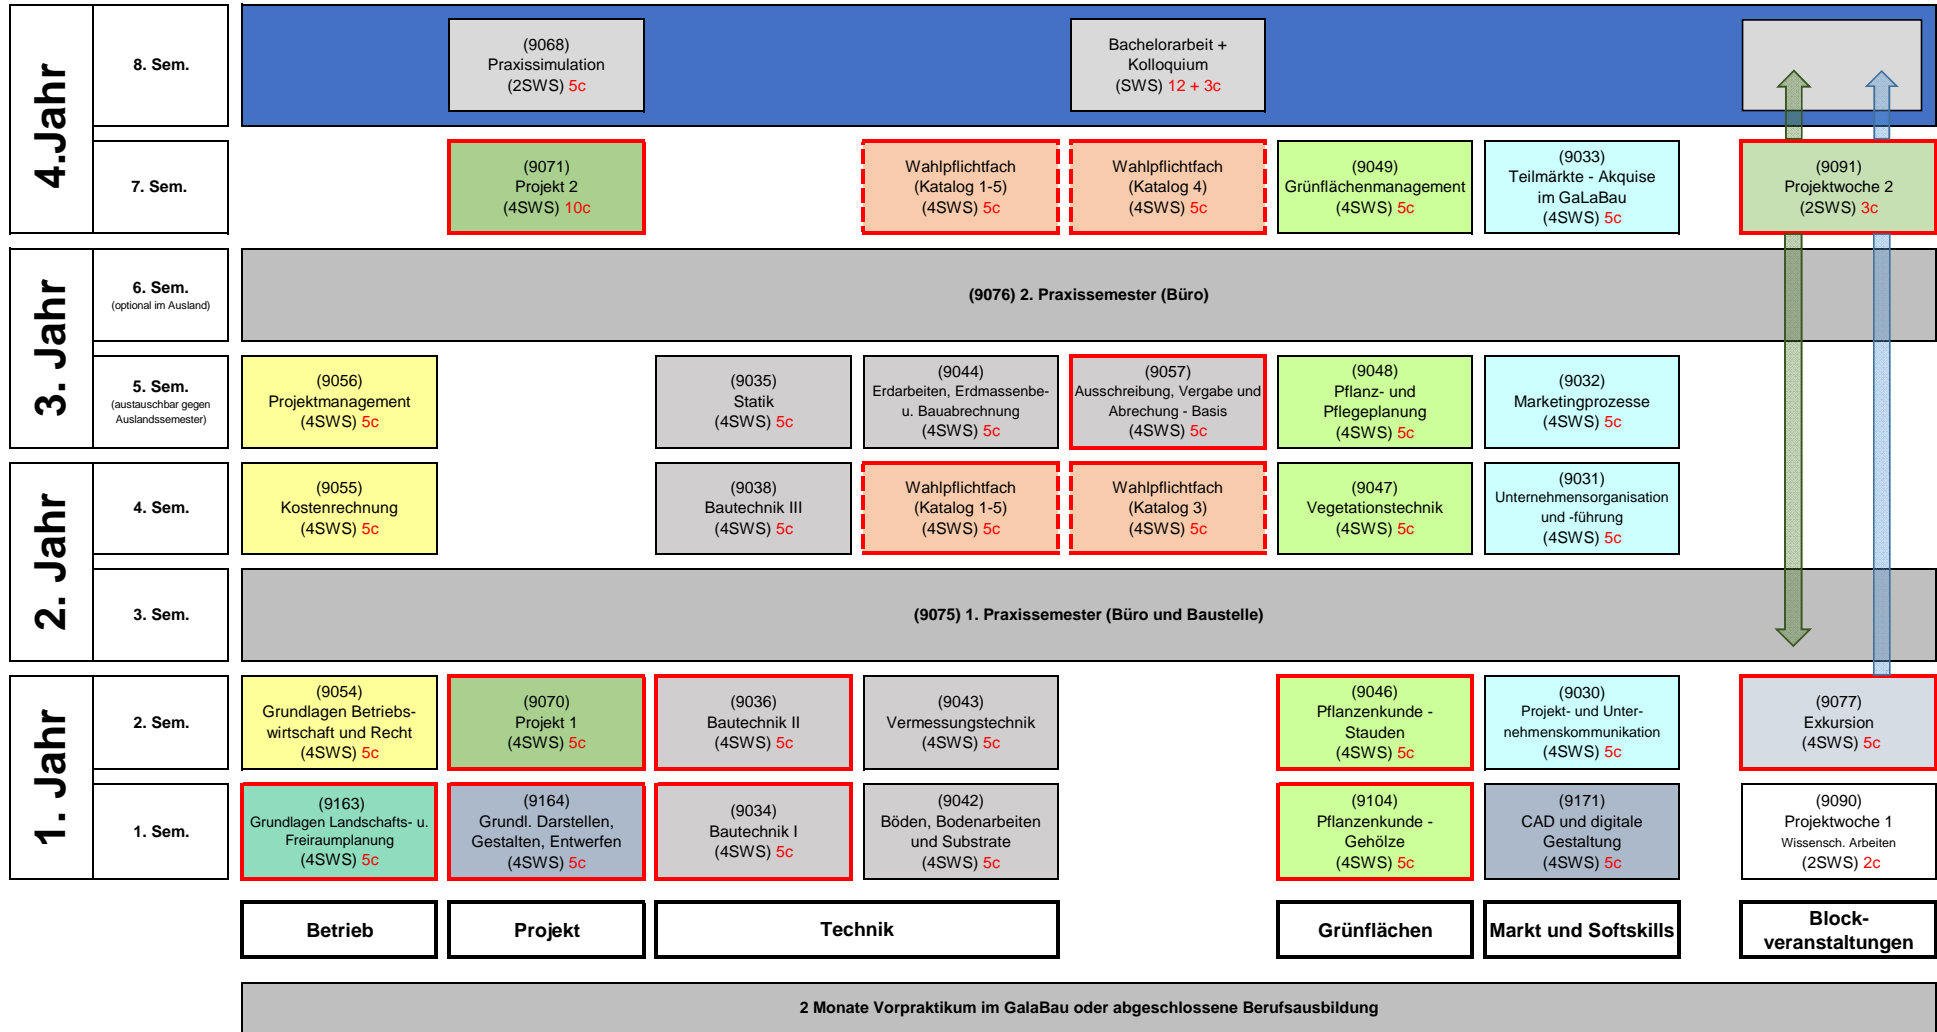 4.Jahr
8. Sem.
(9068)
Praxissimulation
(2SWS) 5c
Bachelorarbeit +
Kolloquium
(SWS) 12 + 3c
7. Sem.
(9071)
Projekt 2
(4SWS) 10c
Wahlpflichtfach
(Katalog 1-5)
(4SWS) 5c
Wahlpflichtfach
(Katalog 4)
(4SWS) 5c
(9049)
Grünflächenmanagement
(4SWS) 5c
(9033)
Teilmärkte - Akquise
im GaLaBau
(4SWS) 5c
(9091)
Projektwoche 2
(2SWS) 3c
3. Jahr
6. Sem.
(optional im Ausland)
(9076) 2. Praxissemester (Büro)
5. Sem.
(austauschbar gegen
Auslandssemester)
(9056)
Projektmanagement
(4SWS) 5c
(9035)
Statik
(4SWS) 5c
(9044)
Erdarbeiten, Erdmassenbe-
u. Bauabrechnung
(4SWS) 5c
(9057)
Ausschreibung, Vergabe und
Abrechung - Basis
(4SWS) 5c
(9048)
Pflanz- und
Pflegeplanung
(4SWS) 5c
(9032)
Marketingprozesse
(4SWS) 5c
2. Jahr
4. Sem.
(9055)
Kostenrechnung
(4SWS) 5c
(9038)
Bautechnik III
(4SWS) 5c
Wahlpflichtfach
(Katalog 1-5)
(4SWS) 5c
Wahlpflichtfach
(Katalog 3)
(4SWS) 5c
(9047)
Vegetationstechnik
(4SWS) 5c
(9031)
Unternehmensorganisation
und -führung
(4SWS) 5c
3. Sem.
(9075) 1. Praxissemester (Büro und Baustelle)
1. Jahr
2. Sem.
(9054)
Grundlagen Betriebs-
wirtschaft und Recht
(4SWS) 5c
(9070)
Projekt 1
(4SWS) 5c
(9036)
Bautechnik II
(4SWS) 5c
(9043)
Vermessungstechnik
(4SWS) 5c
(9046)
Pflanzenkunde -
Stauden
(4SWS) 5c
(9030)
Projekt- und Unter-
nehmenskommunikation
(4SWS) 5c
(9077)
Exkursion
(4SWS) 5c
1. Sem.
(9163)
Grundlagen Landschafts- u.
Freiraumplanung
(4SWS) 5c
(9164)
Grundl. Darstellen,
Gestalten, Entwerfen
(4SWS) 5c
(9034)
Bautechnik I
(4SWS) 5c
(9042)
Böden, Bodenarbeiten
und Substrate
(4SWS) 5c
(9104)
Pflanzenkunde -
Gehölze
(4SWS) 5c
(9171)
CAD und digitale
Gestaltung
(4SWS) 5c
(9090)
Projektwoche 1
Wissensch. Arbeiten
(2SWS) 2c
Betrieb
Projekt
Technik
Grünflächen
Markt und Softskills
Block-
veranstaltungen
2 Monate Vorpraktikum im GalaBau oder abgeschlossene Berufsausbildung